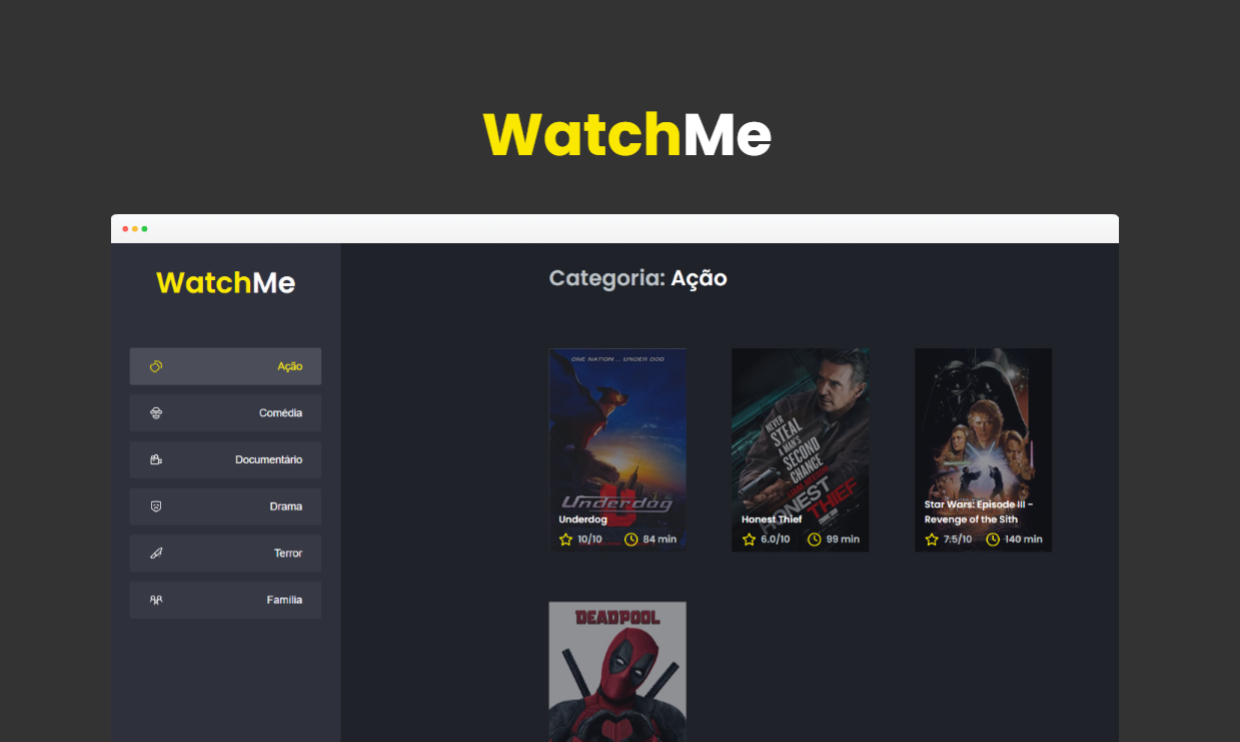 WatchMe
WatchMe
Categoria: Ação
Ação
Comédia
Documentário
Drama
Terror
Família
ONE NATION ... UNDER DOG
Underdog
Underdog
10/10 84 min
NEVER
STEAL
A MAN'S
SECOND
CHANCE
LIAM NEESON
HONEST
THIEF
Honest Thief
6.0/10 99 min
Star Wars: Episode III -
Revenge of the Sith
7.5/10 140 min
DEADPOOL